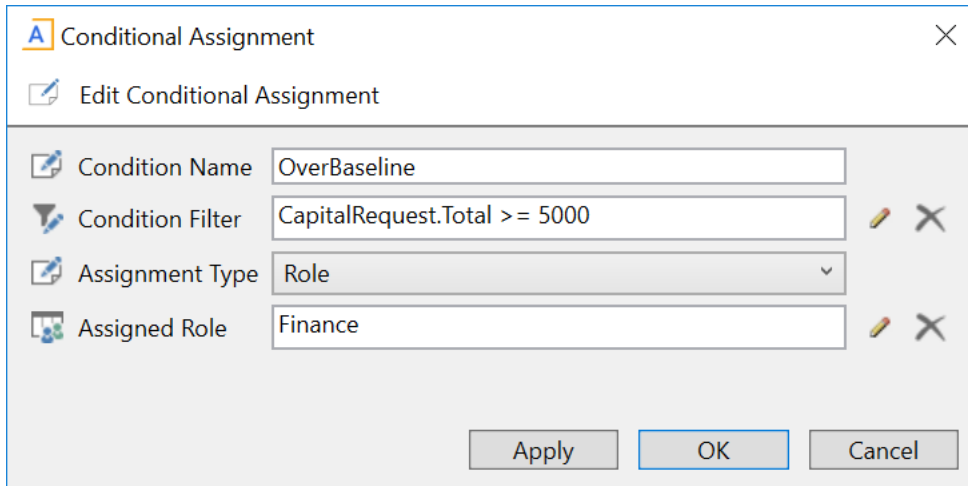 A Conditional Assignment
Edit Conditional Assignment
Condition Name OverBaseline
Condition Filter CapitalRequest.Total >= 5000
Assignment Type Role
Assigned Role Finance
Apply OK Cancel